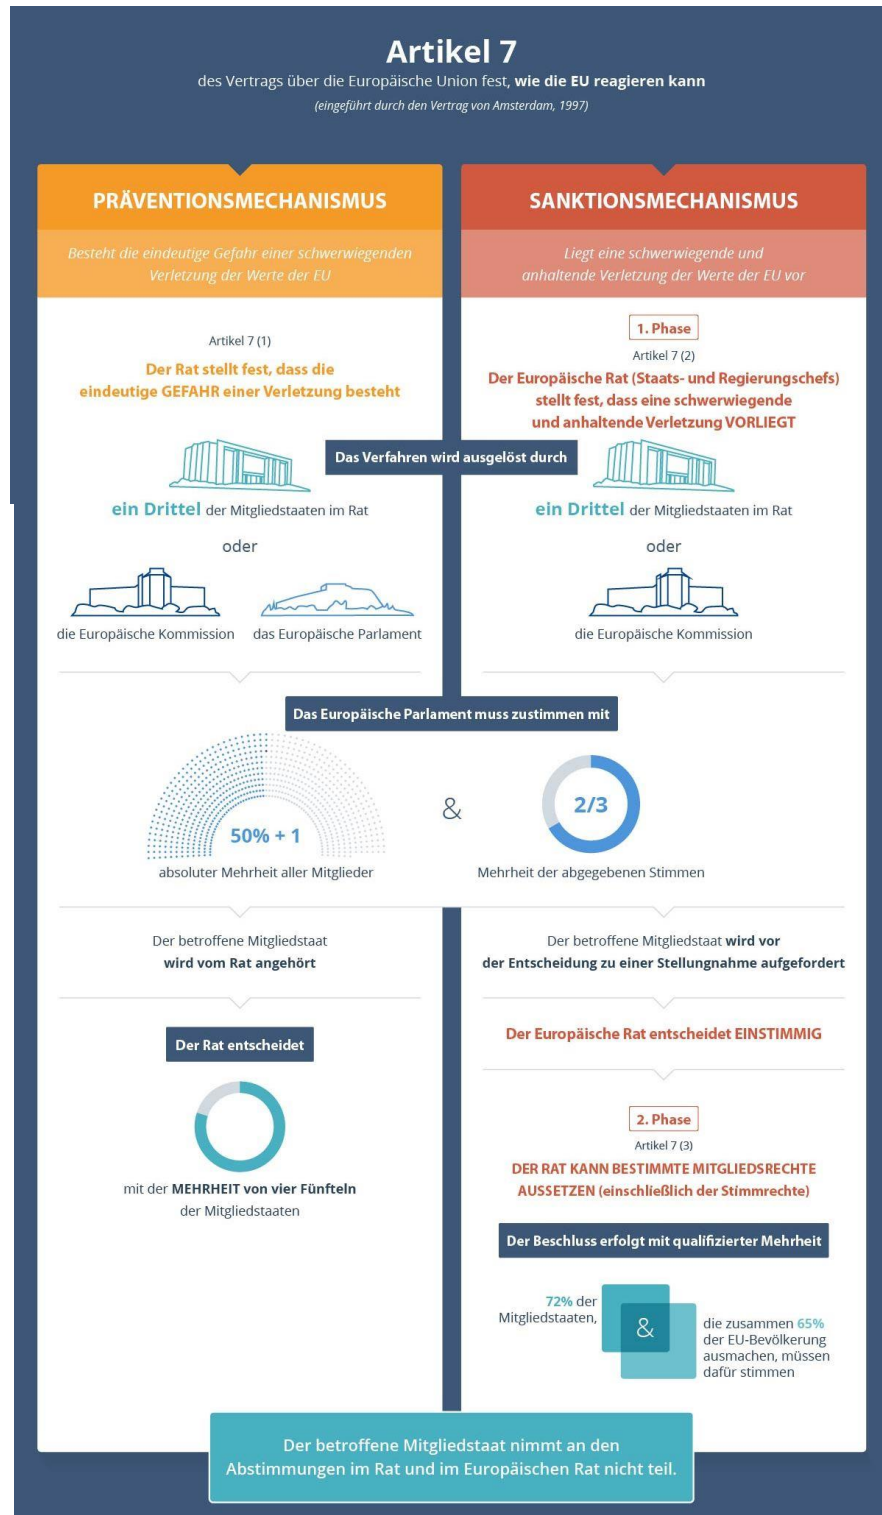 Artikel 7
des Vertrags über die Europäische Union fest, wie die EU reagieren kann
(eingeführt durch den Vertrag von Amsterdam, 1997)
PRÄVENTIONSMECHANISMUS
Besteht die eindeutige Gefahr einer schwerwiegenden
Verletzung der Werte der EU
Artikel 7 (1)
Der Rat stellt fest, dass die
eindeutige GEFAHR einer Verletzung besteht
SANKTIONSMECHANISMUS
Liegt eine schwerwiegende und
anhaltende Verletzung der Werte der EU vor
1. Phase
Artikel 7 (2)
Der Europäische Rat (Staats- und Regierungschefs)
stellt fest, dass eine schwerwiegende
und anhaltende Verletzung VORLIEGT
Das Verfahren wird ausgelöst durch
ein Drittel der Mitgliedstaaten im Rat
oder
die Europäische Kommission
das Europäische Parlament
ein Drittel der Mitgliedstaaten im Rat
oder
die Europäische Kommission
Das Europäische Parlament muss zustimmen mit
50% + 1
absoluter Mehrheit aller Mitglieder
&
2/3
Mehrheit der abgegebenen Stimmen
Der betroffene Mitgliedstaat
wird vom Rat angehört
Der Rat entscheidet
mit der MEHRHEIT von vier Fünfteln
der Mitgliedstaaten
Der betroffene Mitgliedstaat wird vor
der Entscheidung zu einer Stellungnahme aufgefordert
Der Europäische Rat entscheidet EINSTIMMIG
2. Phase
Artikel 7 (3)
DER RAT KANN BESTIMMTE MITGLIEDSRECHTE
AUSSETZEN (einschließlich der Stimmrechte)
Der Beschluss erfolgt mit qualifizierter Mehrheit
72% der
Mitgliedstaaten,
&
die zusammen 65%
der EU-Bevölkerung
ausmachen, müssen
dafür stimmen
Der betroffene Mitgliedstaat nimmt an den
Abstimmungen im Rat und im Europäischen Rat nicht teil.